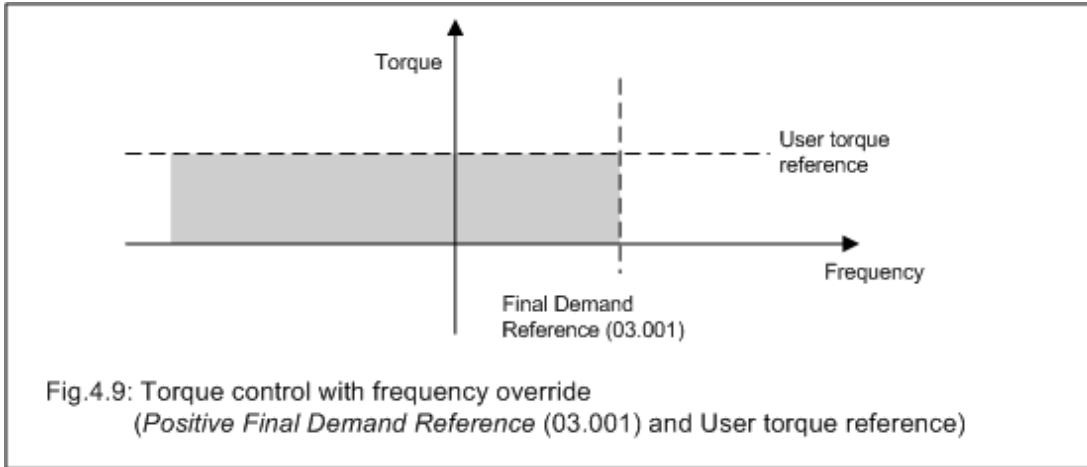 Torque
User torque
reference
Frequency
Final Demand
Reference (03.001)
Fig.4.9: Torque control with frequency override
(Positive Final Demand Reference (03.001) and User torque reference)